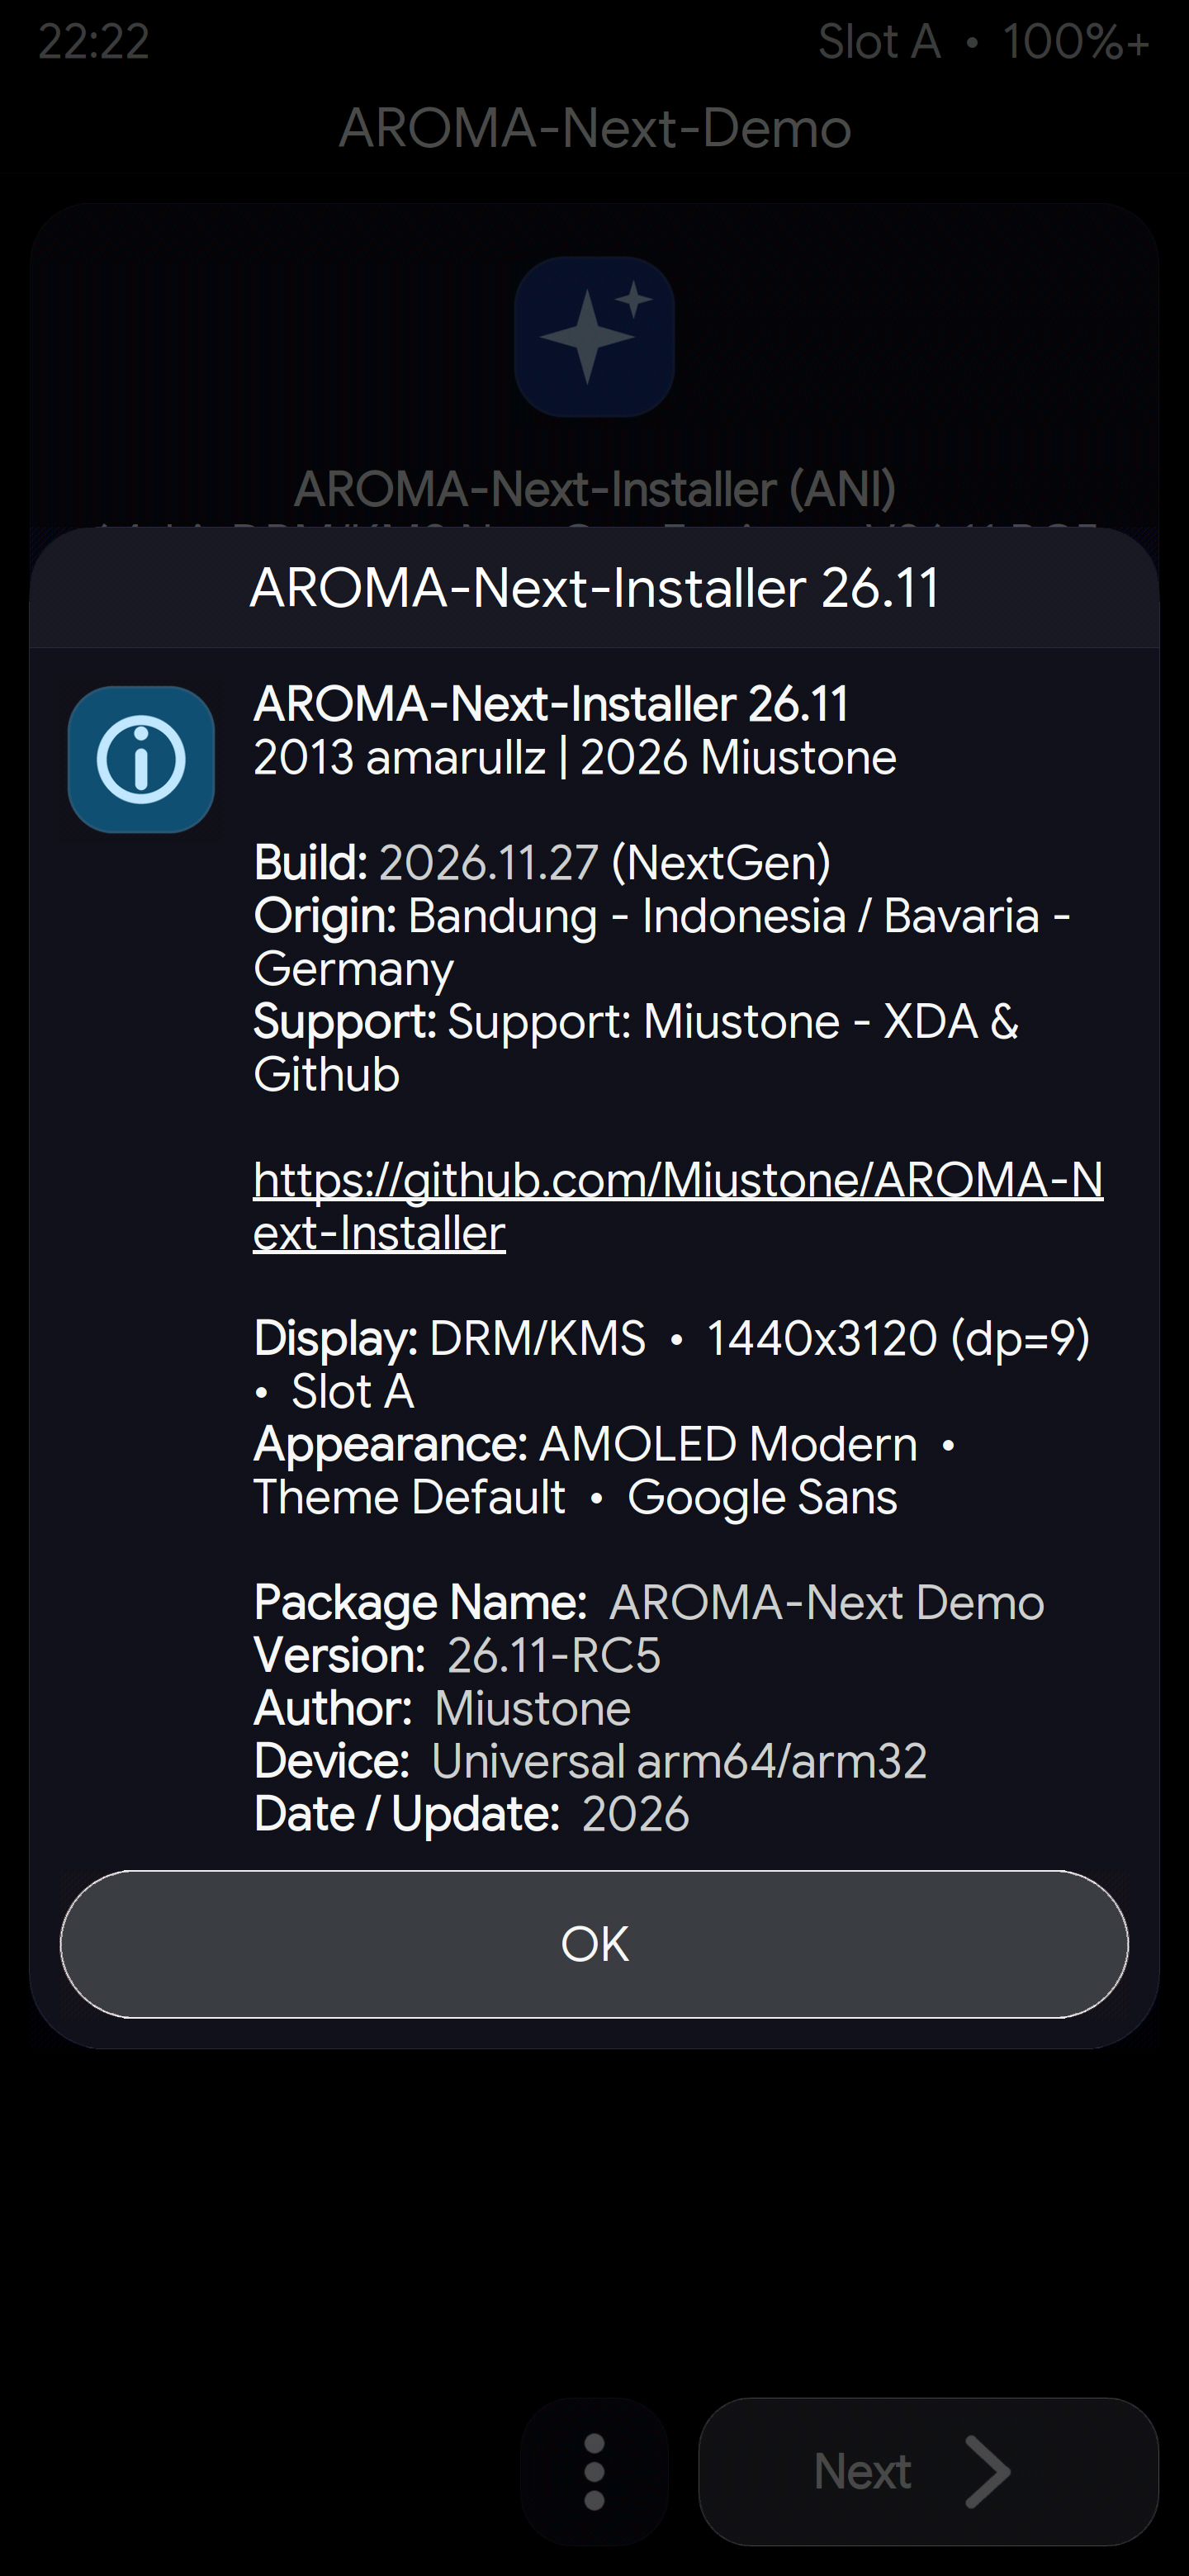 22:22
Slot A • 100%+
AROMA-Next-Demo
AROMA-Next-Installer (ANI)
AROMA-Next-Installer 26.11
AROMA-Next-Installer 26.11
2013 amarullz | 2026 Miustone
Build: 2026.11.27 (NextGen)
Origin: Bandung - Indonesia / Bavaria -
Germany
Support: Support: Miustone - XDA &
Github
https://github.com/Miustone/AROMA-N
ext-Installer
Display: DRM/KMS • 1440x3120 (dp=9)
• Slot A
Appearance: AMOLED Modern •
Theme Default • Google Sans
Package Name: AROMA-Next Demo
Version: 26.11-RC5
Author: Miustone
Device: Universal arm64/arm32
Date / Update: 2026
OK
Next